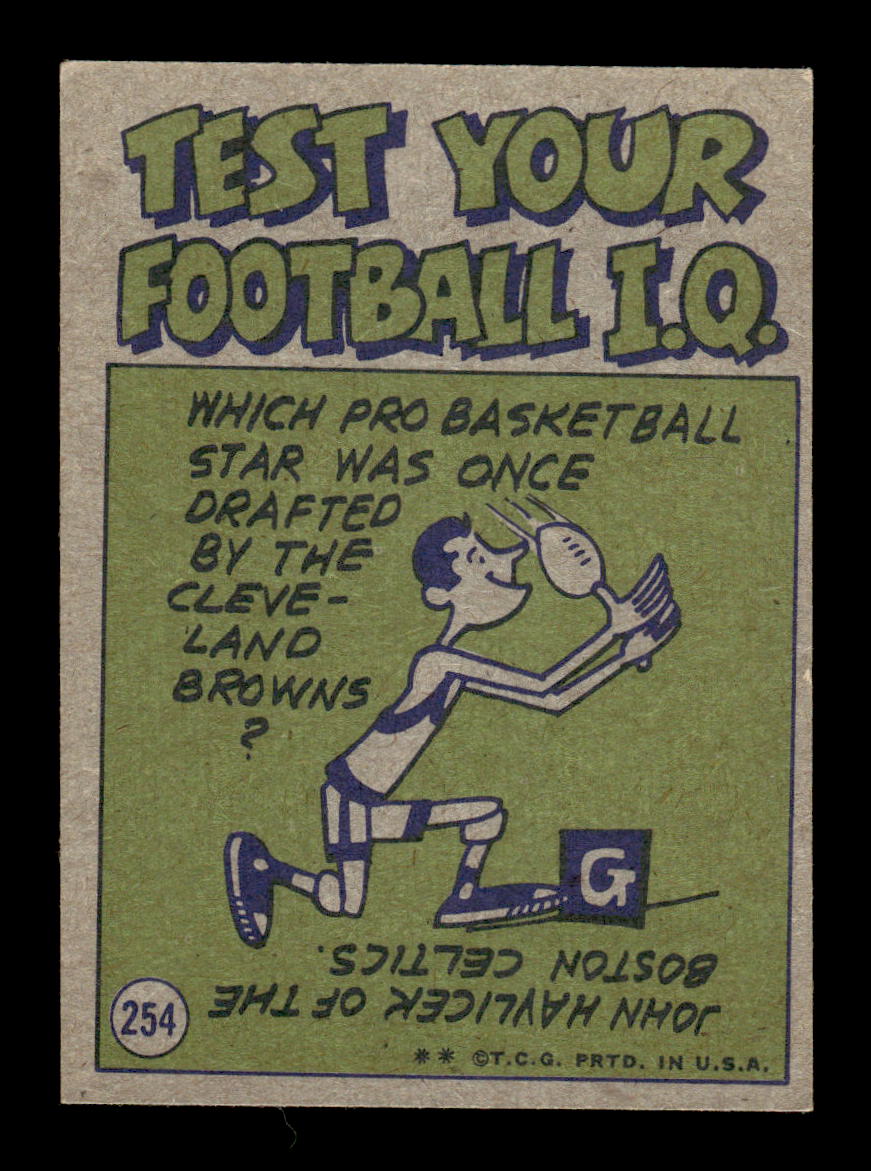 TEST YOUR
FOOTBALL I.Q.
WHICH PRO BASKETBALL
STAR WAS ONCE
DRAFTED
BY THE
CLEVE-
LAND
BROWNS
?
G
JOHN HAVLICEK OF THE
BOSTON CELTICS.
254
** ©T.C.G. PRTD. IN U.S.A.